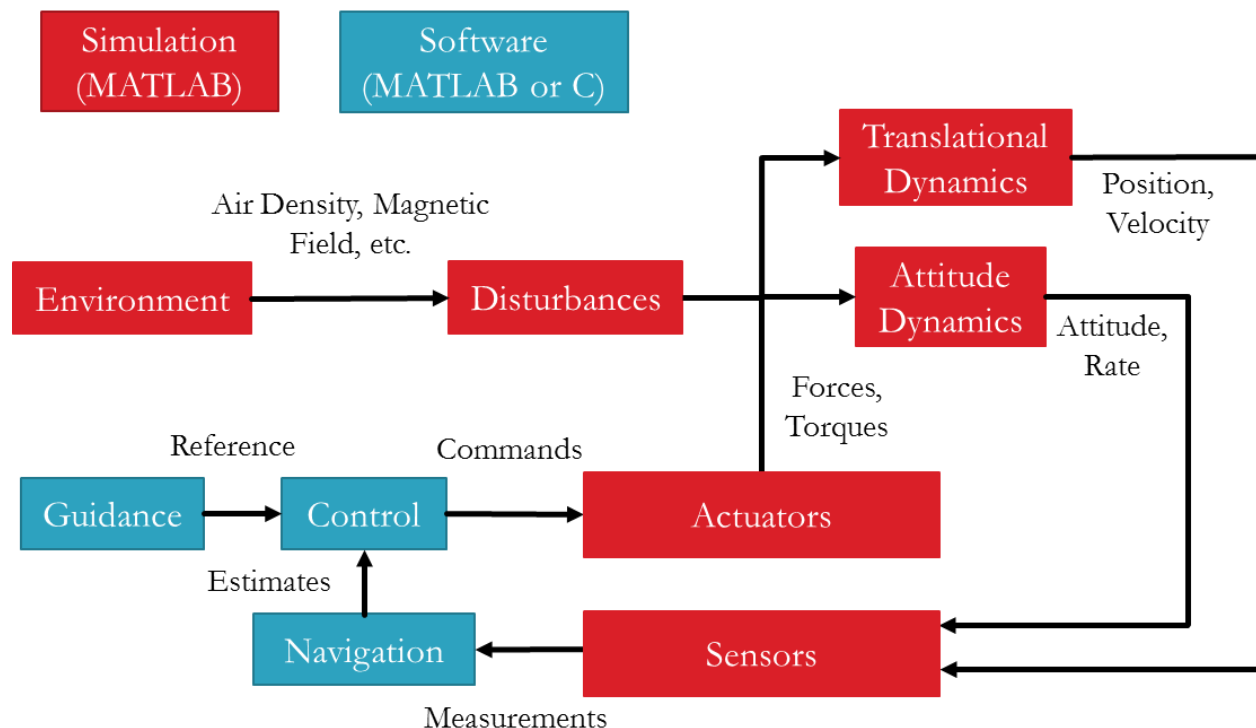 Simulation
(MATLAB)
Software
(MATLAB or C)
Translational
Dynamics
Position,
Velocity
Air Density, Magnetic
Field, etc.
Environment
Disturbances
Attitude
Dynamics
Attitude,
Rate
Forces,
Torques
Reference
Commands
Guidance
Control
Actuators
Estimates
Navigation
Sensors
Measurements